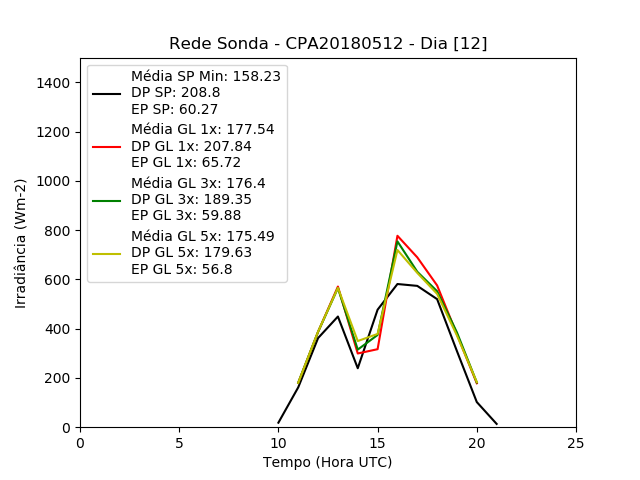 Rede Sonda - CPA20180512 - Dia [12]
Média SP Min: 158.23
DP SP: 208.8
EP SP: 60.27
Média GL 1x: 177.54
DP GL 1x: 207.84
EP GL 1x: 65.72
Média GL 3x: 176.4
DP GL 3x: 189.35
EP GL 3x: 59.88
Média GL 5x: 175.49
DP GL 5x: 179.63
EP GL 5x: 56.8
Irradiância (Wm-2)
1400
1200
1000
800
600
400
200
0
0 5 10 15 20 25
Tempo (Hora UTC)